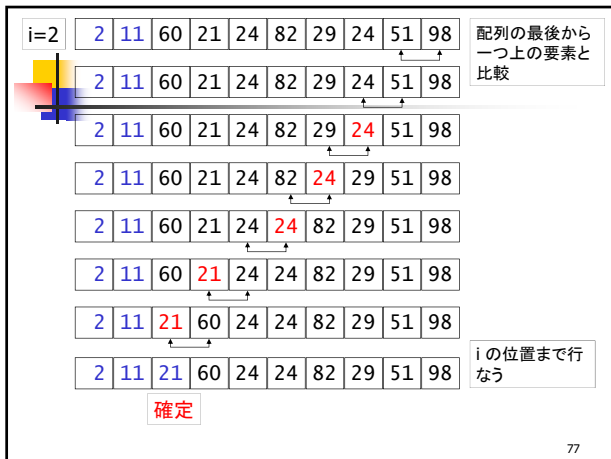 i=2
2 11 60 21 24 82 29 24 51 98
配列の最後から
一つ上の要素と
比較
2 11 60 21 24 82 29 24 51 98
2 11 60 21 24 82 29 24 51 98
2 11 60 21 24 82 24 29 51 98
2 11 60 21 24 24 82 29 51 98
2 11 60 21 24 24 82 29 51 98
2 11 21 60 24 24 82 29 51 98
2 11 21 60 24 24 82 29 51 98
i の位置まで行
なう
確定
77